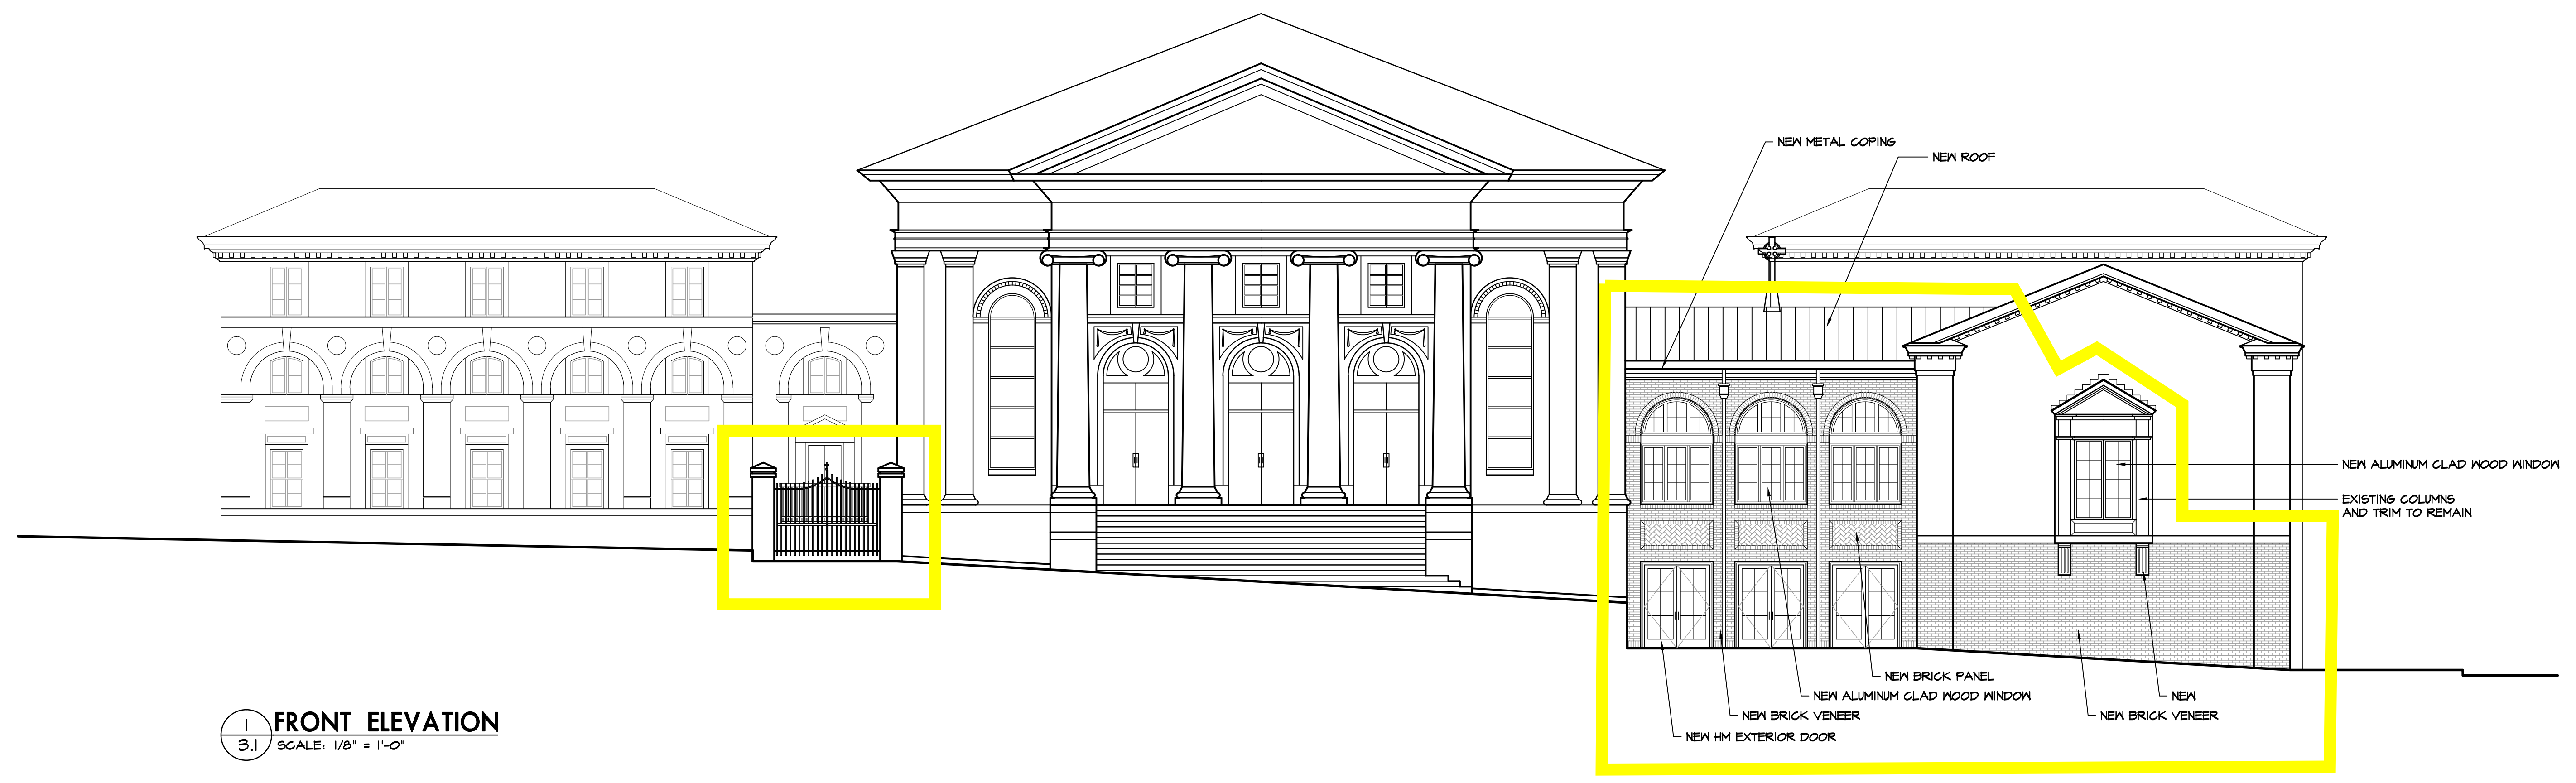 NEW METAL COPING
NEW ROOF
NEW ALUMINUM CLAD WOOD WINDOW
EXISTING COLUMNS
AND TRIM TO REMAIN
NEW BRICK PANEL
NEW ALUMINUM CLAD WOOD WINDOW
NEW
NEW BRICK VENEER
NEW BRICK VENEER
NEW HM EXTERIOR DOOR
1
3.1
FRONT ELEVATION
SCALE: 1/8" = 1'-0"